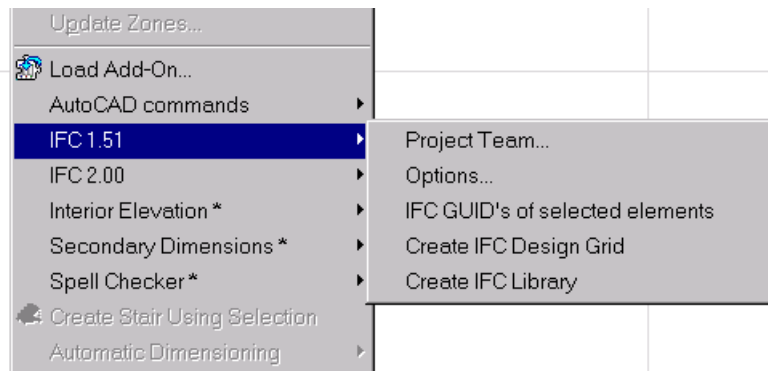 Update Zones...
Load Add-On...
AutoCAD commands
IFC 1.51
IFC 2.00
Interior Elevation *
Secondary Dimensions *
Spell Checker *
Create Stair Using Selection
Automatic Dimensioning
Project Team...
Options...
IFC GUID's of selected elements
Create IFC Design Grid
Create IFC Library